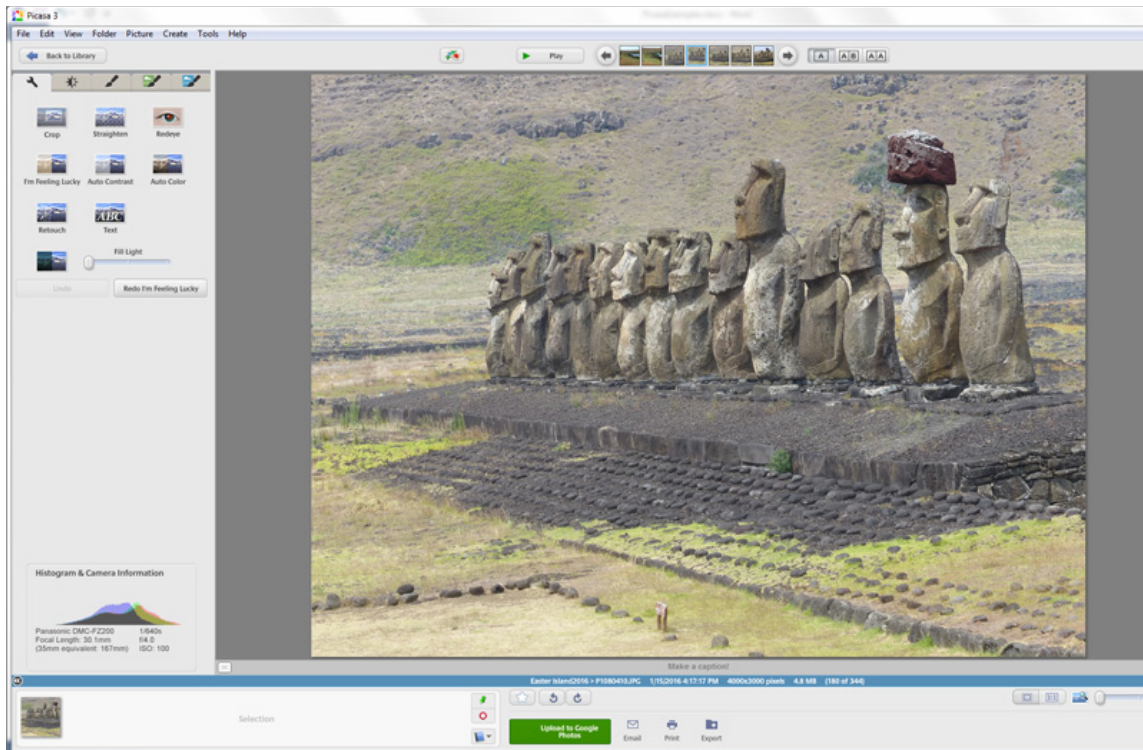 Picasa 3
File Edit View Folder Picture Create Tools Help
Back to Library
Play
A
A B
A A
Crop Straighten Redeye
I'm Feeling Lucky Auto Contrast Auto Color
Retouch ABC Text
Fill Light
Undo Redo I'm Feeling Lucky
Histogram & Camera Information
Panasonic DMC-FZ200 1/640s
Focal Length: 30.1mm f/4.0
(35mm equivalent: 167mm) ISO: 100
Make a caption!
Easter Island2016 > P1080410.JPG 1/15/2016 4:17:17 PM 4000x3000 pixels 4.8 MB (180 of 344)
Selection
Upload to Google
Photos
Email Print Export
1:1